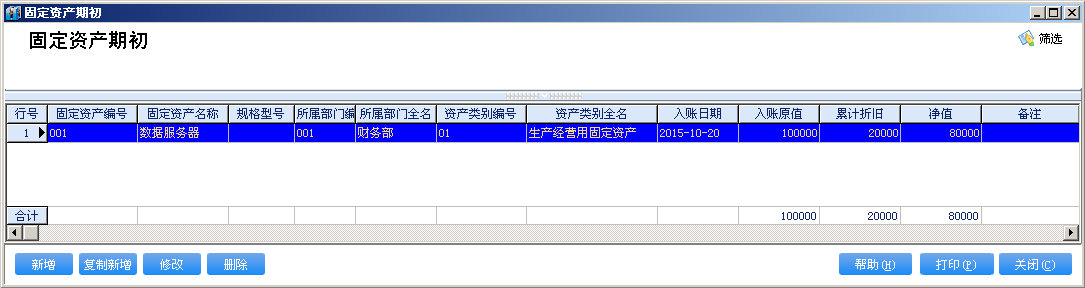 固定资产期初
固定资产期初
筛选
行号 固定资产编号 固定资产名称 规格型号 所属部门编 所属部门全名 资产类别编号 资产类别全名 入账日期 入账原值 累计折旧 净值 备注
1 001 数据服务器 001 财务部 01 生产经营用固定资产 2015-10-20 100000 20000 80000
合计 100000 20000 80000
新增 复制新增 修改 删除 帮助(H) 打印(P) 关闭(C)